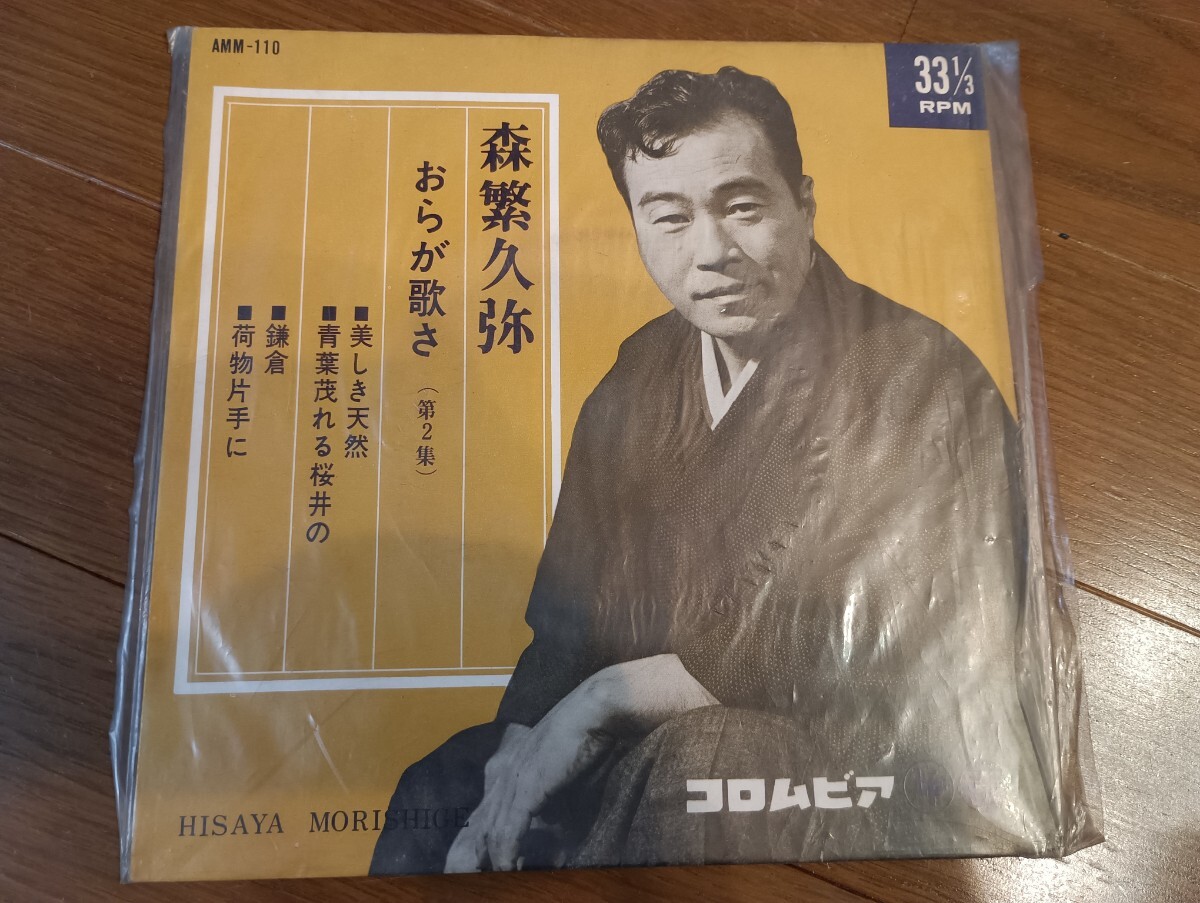 AMM-110
33 1/3
RPM
森繁久弥
おらが歌さ
(第2集)
■美しき天然
■青葉茂れる桜井の
■鎌倉
■荷物片手に
HISAYA MORISHIGE
コロムビア